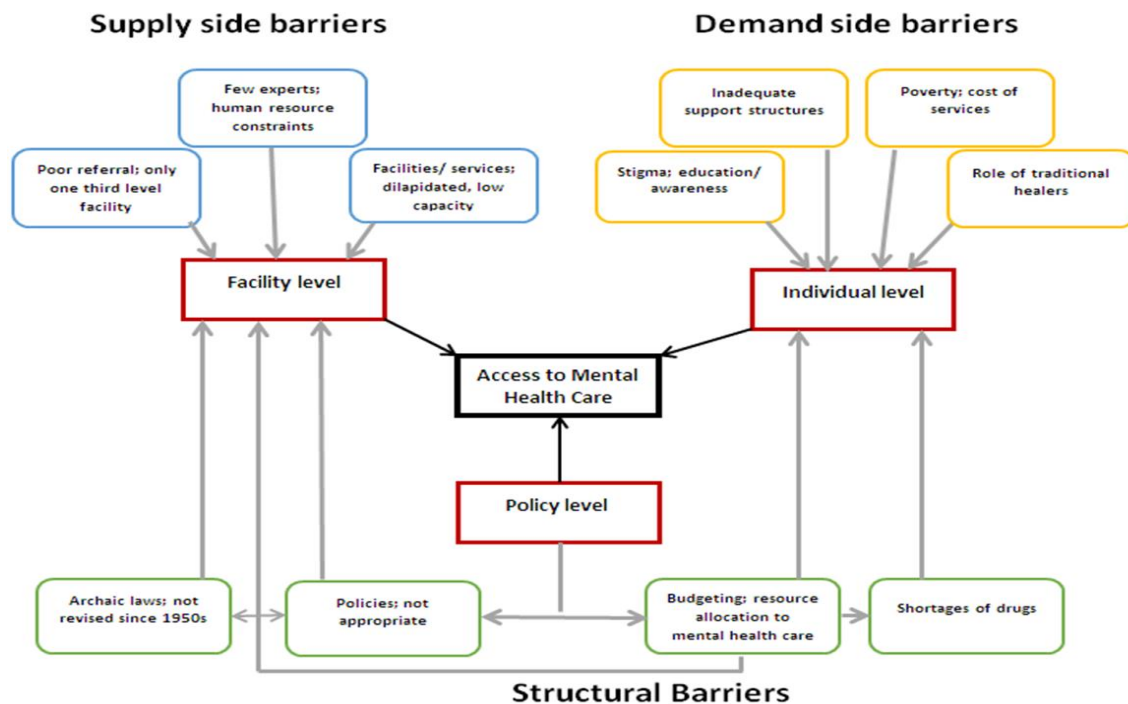 Supply side barriers
Demand side barriers
Few experts;
human resource
constraints
Inadequate
support structures
Poverty; cost of
services
Poor referral; only
one third level
facility
Facilities/ services;
dilapidated, low
capacity
Stigma; education/
awareness
Role of traditional
healers
Facility level
Individual level
Access to Mental
Health Care
Policy level
Archaic laws; not
revised since 1950s
Policies; not
appropriate
Budgeting; resource
allocation to
mental health care
Shortages of drugs
Structural Barriers